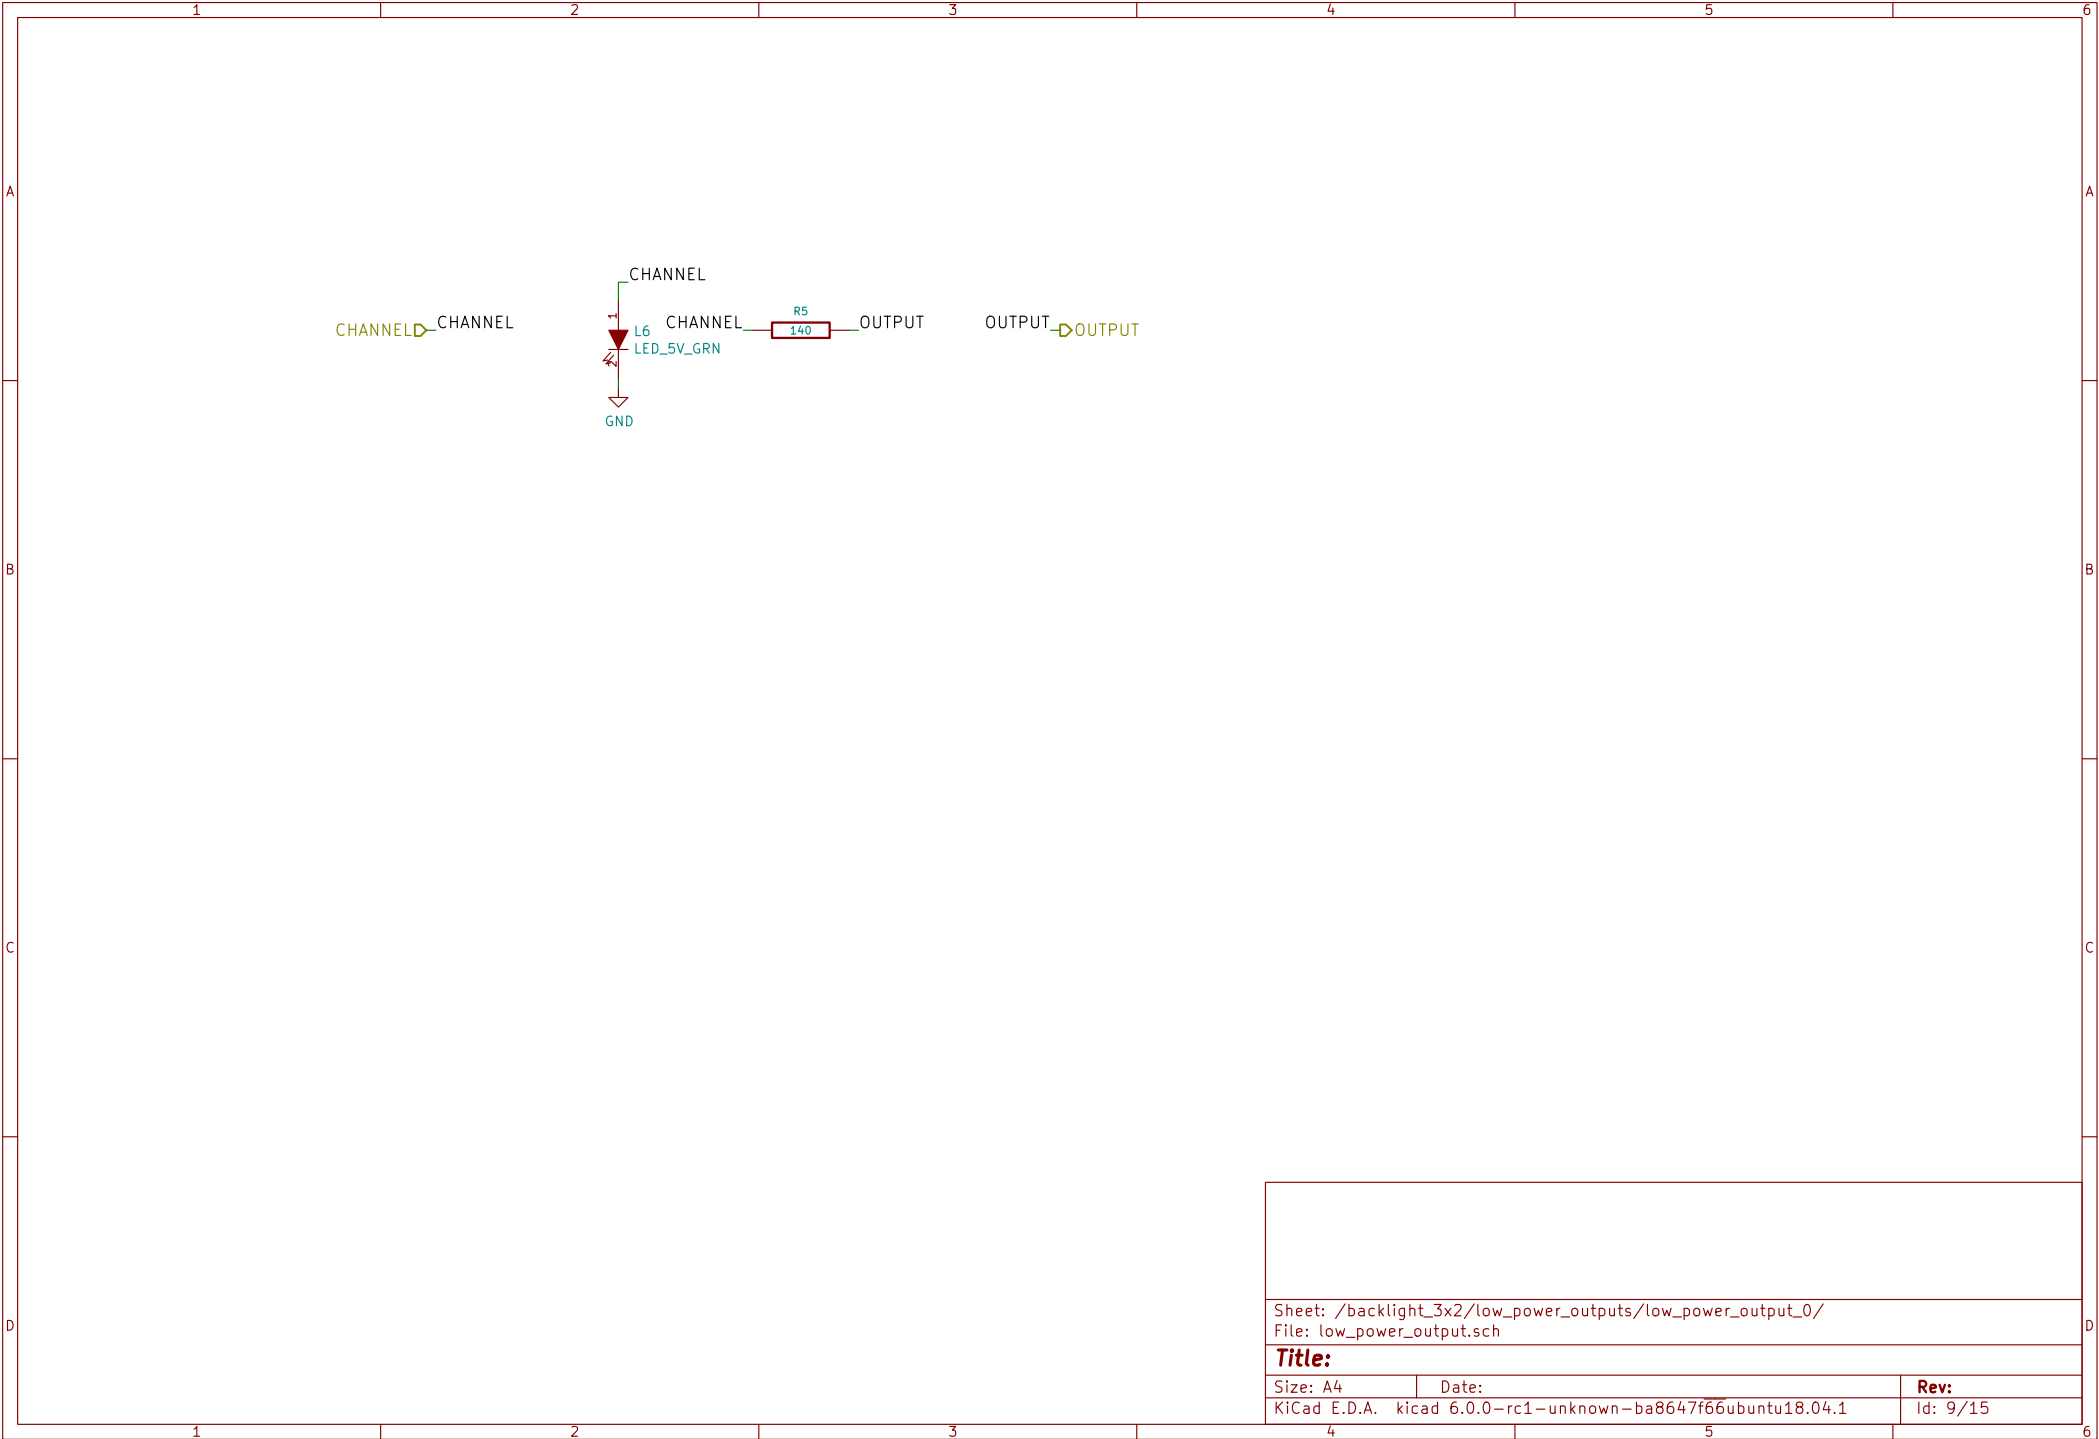 1 2 3 4 5 6
A A
CHANNEL
CHANNEL CHANNEL
1
L6
LED_5V_GRN
2
CHANNEL R5 140 OUTPUT
OUTPUT OUTPUT
GND
B B
C C
D D
Sheet: /backlight_3x2/low_power_outputs/low_power_output_0/
File: low_power_output.sch
Title:
Size: A4 Date: Rev:
KiCad E.D.A. kicad 6.0.0-rc1-unknown-ba8647f66ubuntu18.04.1 Id: 9/15
1 2 3 4 5 6